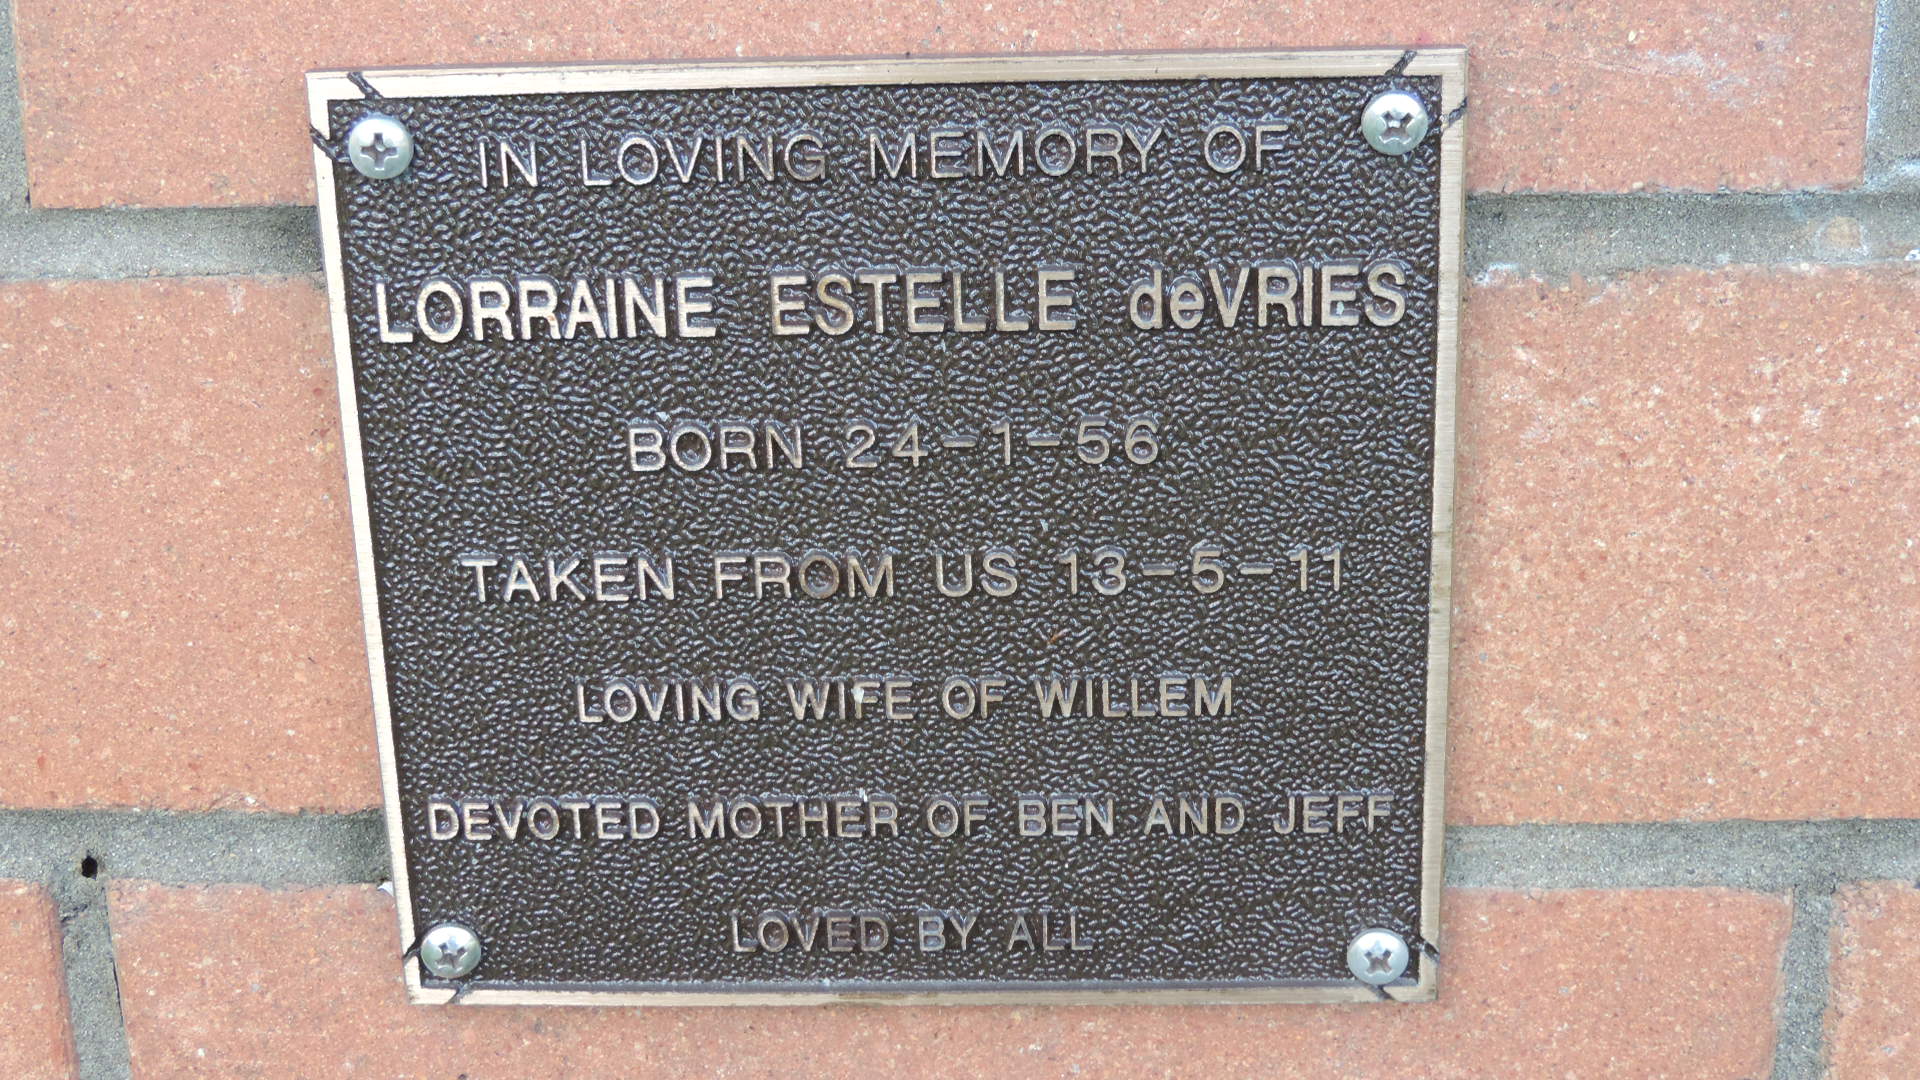 IN LOVING MEMORY OF
LORRAINE ESTELLE deVRIES
BORN 24-1-56
TAKEN FROM US 13-5-11
LOVING WIFE OF WILLEM
DEVOTED MOTHER OF BEN AND JEFF
LOVED BY ALL